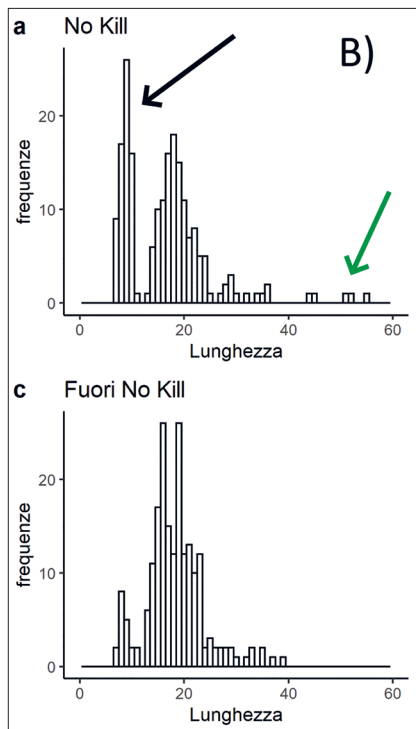 a No Kill
B)
frequenze
20
10
0
0 20 40 60
Lunghezza
c Fuori No Kill
frequenze
20
10
0
0 20 40 60
Lunghezza